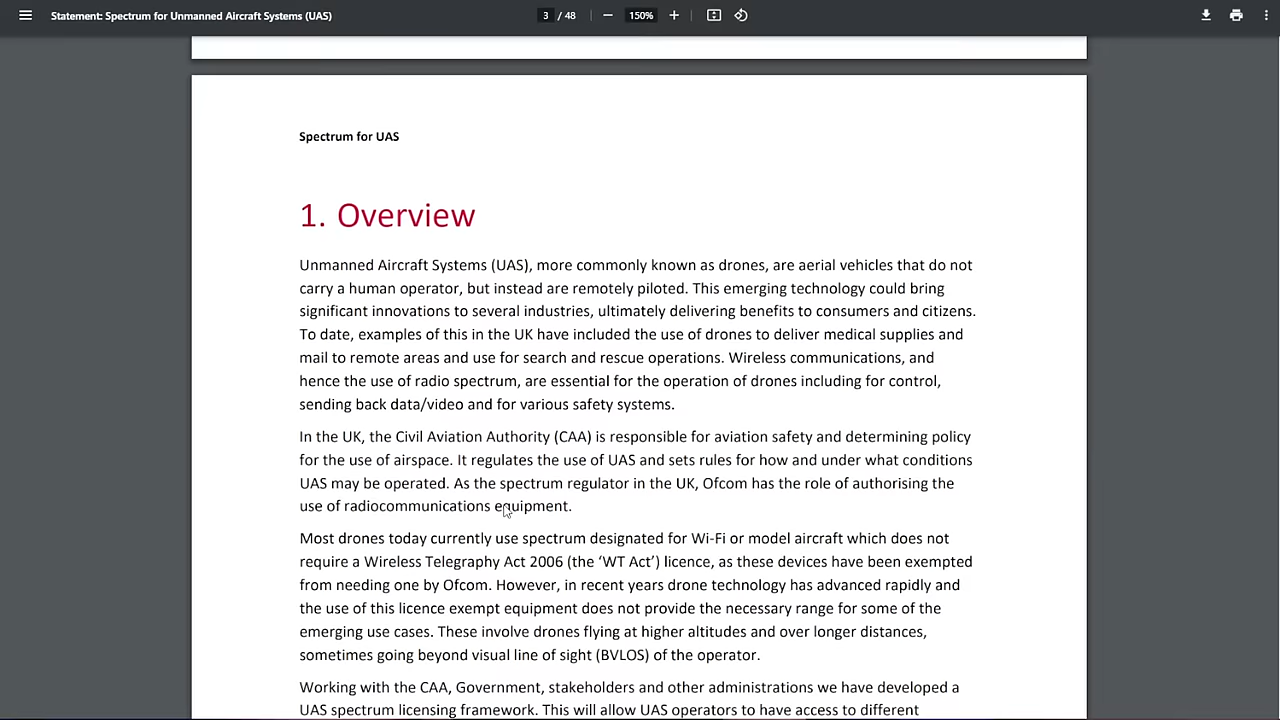 Statement: Spectrum for Unmanned Aircraft Systems (UAS)
3 / 48
150%
Spectrum for UAS
1. Overview
Unmanned Aircraft Systems (UAS), more commonly known as drones, are aerial vehicles that do not
carry a human operator, but instead are remotely piloted. This emerging technology could bring
significant innovations to several industries, ultimately delivering benefits to consumers and citizens.
To date, examples of this in the UK have included the use of drones to deliver medical supplies and
mail to remote areas and use for search and rescue operations. Wireless communications, and
hence the use of radio spectrum, are essential for the operation of drones including for control,
sending back data/video and for various safety systems.
In the UK, the Civil Aviation Authority (CAA) is responsible for aviation safety and determining policy
for the use of airspace. It regulates the use of UAS and sets rules for how and under what conditions
UAS may be operated. As the spectrum regulator in the UK, Ofcom has the role of authorising the
use of radiocommunications equipment.
Most drones today currently use spectrum designated for Wi-Fi or model aircraft which does not
require a Wireless Telegraphy Act 2006 (the ‘WT Act’) licence, as these devices have been exempted
from needing one by Ofcom. However, in recent years drone technology has advanced rapidly and
the use of this licence exempt equipment does not provide the necessary range for some of the
emerging use cases. These involve drones flying at higher altitudes and over longer distances,
sometimes going beyond visual line of sight (BVLOS) of the operator.
Working with the CAA, Government, stakeholders and other administrations we have developed a
UAS spectrum licensing framework. This will allow UAS operators to have access to different